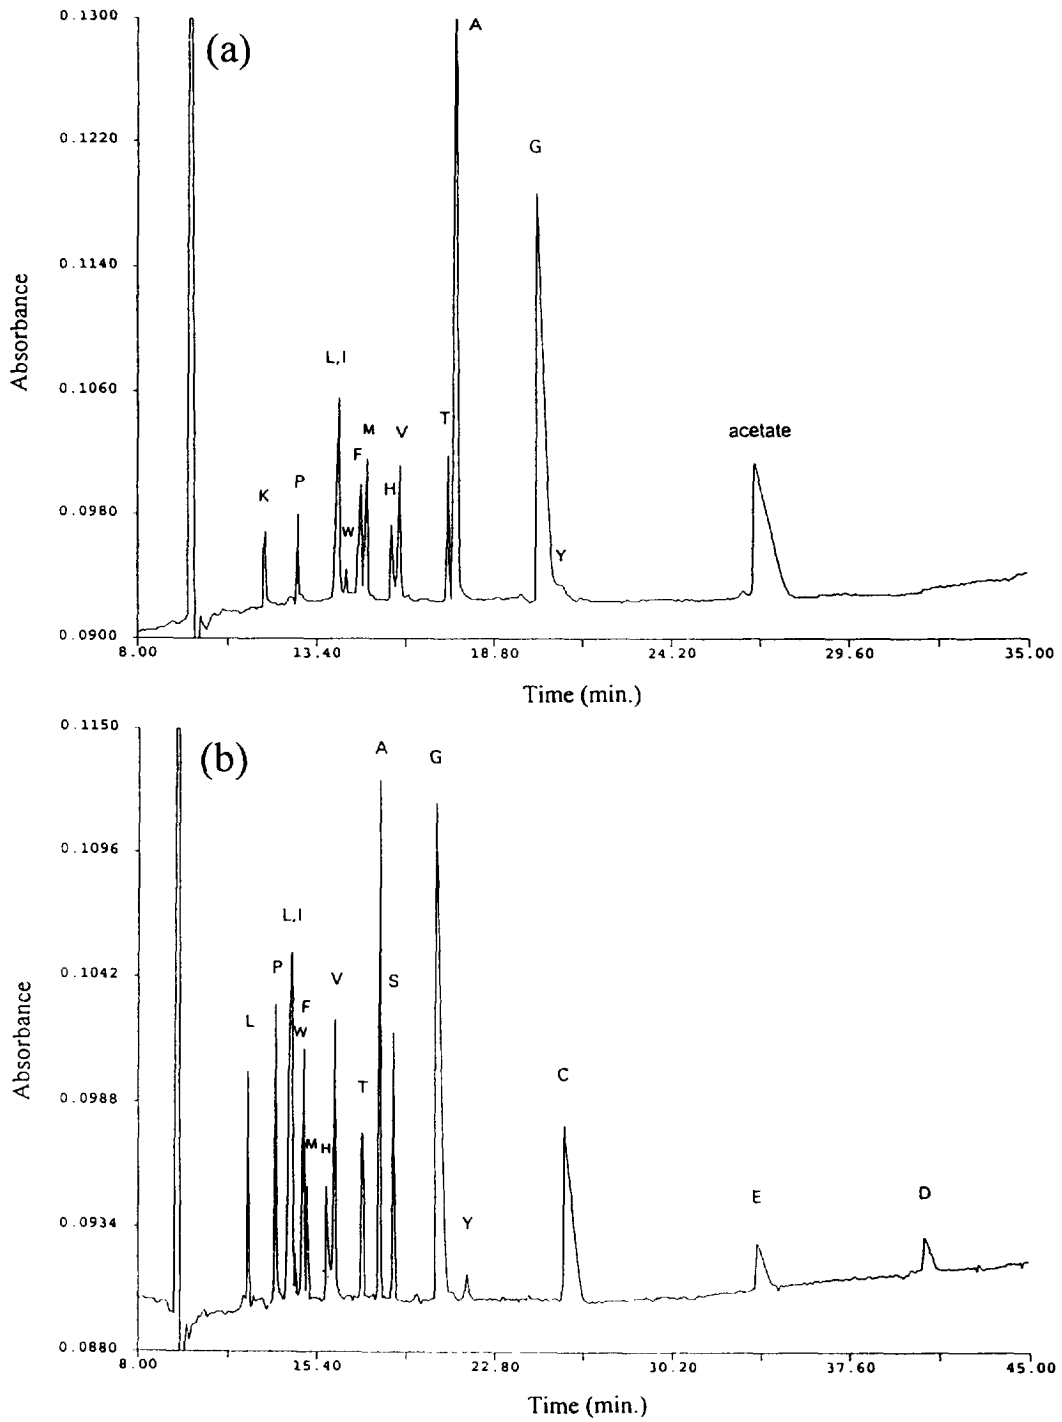 0.1300
(a)
A
0.1220
G
0.1140
Absorbance
L,I
0.1060
T
M
V
acetate
F
P
K
H
0.0980
W
Y
0.0900
8.00 13.40 18.80 24.20 29.60 35.00
Time (min.)
0.1150
(b)
A
G
0.1096
L,I
P
0.1042
V
S
F
L
W
Absorbance
C
0.0988
T
M
H
E
D
0.0934
Y
0.0880
8.00 15.40 22.80 30.20 37.60 45.00
Time (min.)